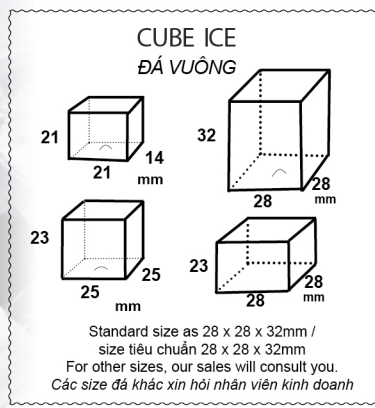 CUBE ICE
ĐÁ VUÔNG
21
21
14
mm
32
28
28
mm
23
25
25
mm
23
28
28
mm
Standard size as 28 x 28 x 32mm /
size tiêu chuẩn 28 x 28 x 32mm
For other sizes, our sales will consult you.
Các size đá khác xin hỏi nhân viên kinh doanh